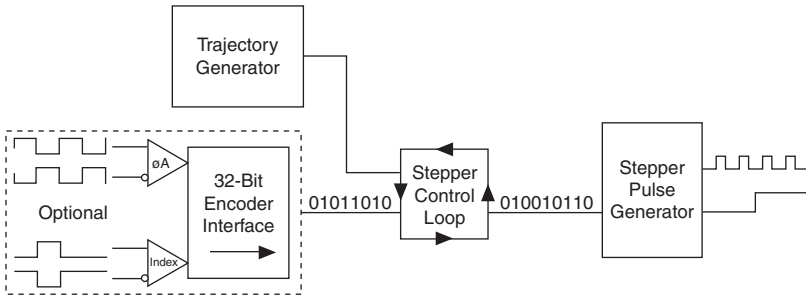 Trajectory
Generator
øA
Optional
Index
32-Bit
Encoder
Interface
01011010
Stepper
Control
Loop
010010110
Stepper
Pulse
Generator